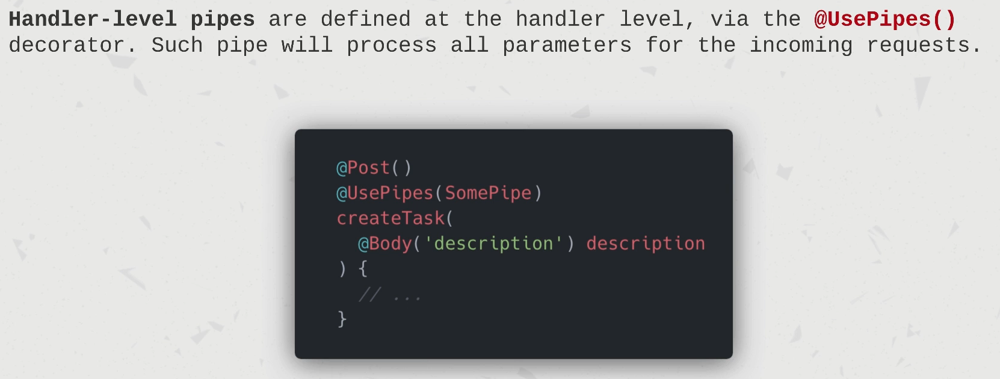 Handler-level pipes are defined at the handler level, via the @UsePipes()
decorator. Such pipe will process all parameters for the incoming requests.
@Post()
@UsePipes(SomePipe)
createTask(
  @Body('description') description
) {
  // ...
}